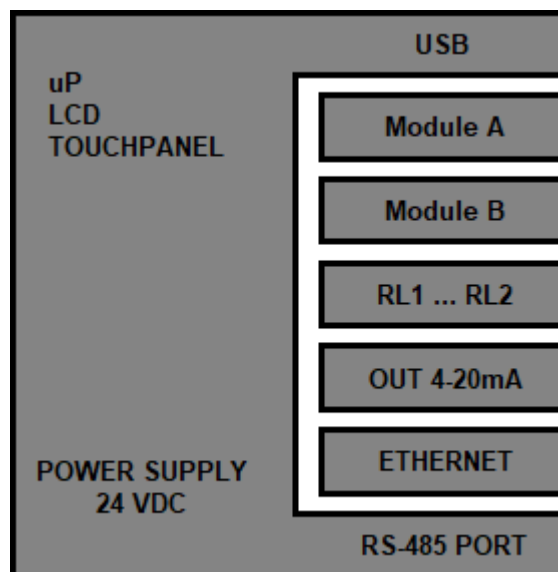 USB
uP
LCD
TOUCHPANEL
Module A
Module B
RL1 ... RL2
OUT 4-20mA
ETHERNET
POWER SUPPLY
24 VDC
RS-485 PORT